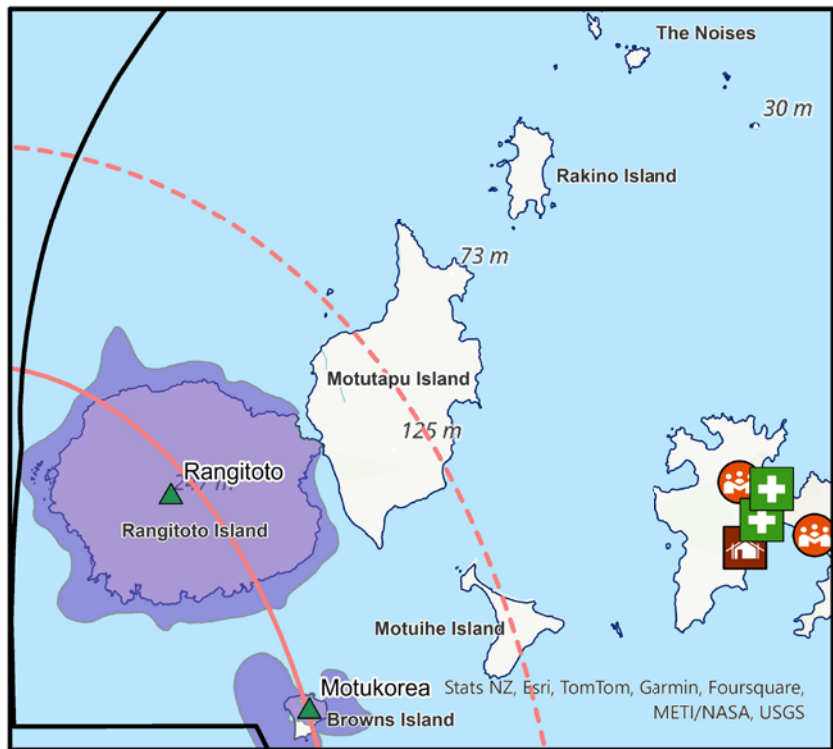 The Noises
30 m
Rakino Island
73 m
Motutapu Island
125 m
Rangitoto
Rangitoto Island
Motuihe Island
Motukorea
Browns Island
Stats NZ, Esri, TomTom, Garmin, Foursquare,
METI/NASA, USGS